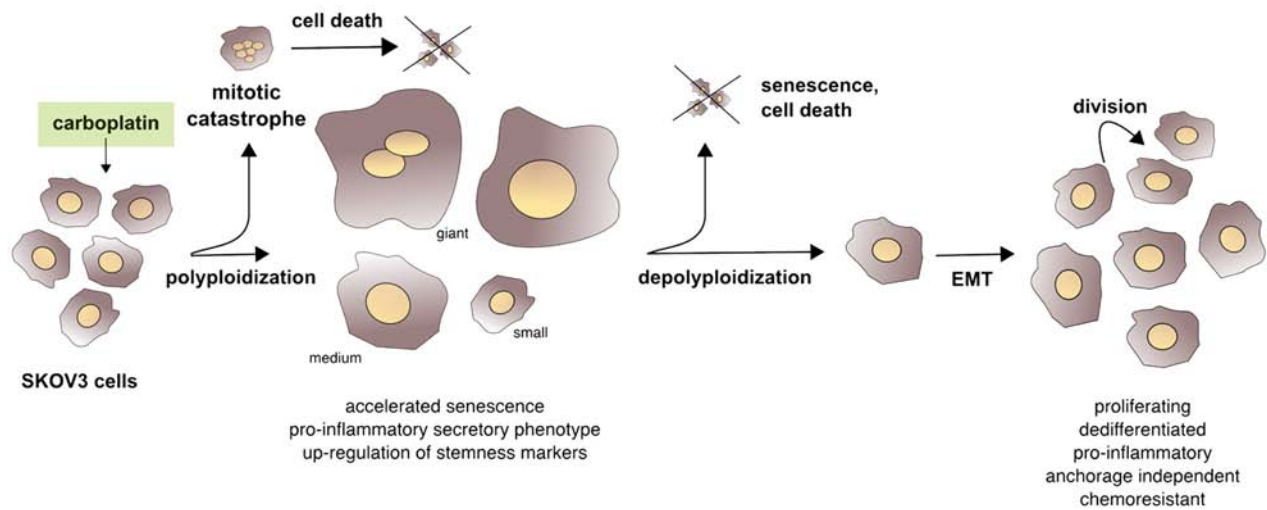 carboplatin
SKOV3 cells
cell death
mitotic
catastrophe
polyploidization
giant
medium
small
accelerated senescence
pro-inflammatory secretory phenotype
up-regulation of stemness markers
senescence,
cell death
depolyploidization
EMT
division
proliferating
dedifferentiated
pro-inflammatory
anchorage independent
chemoresistant